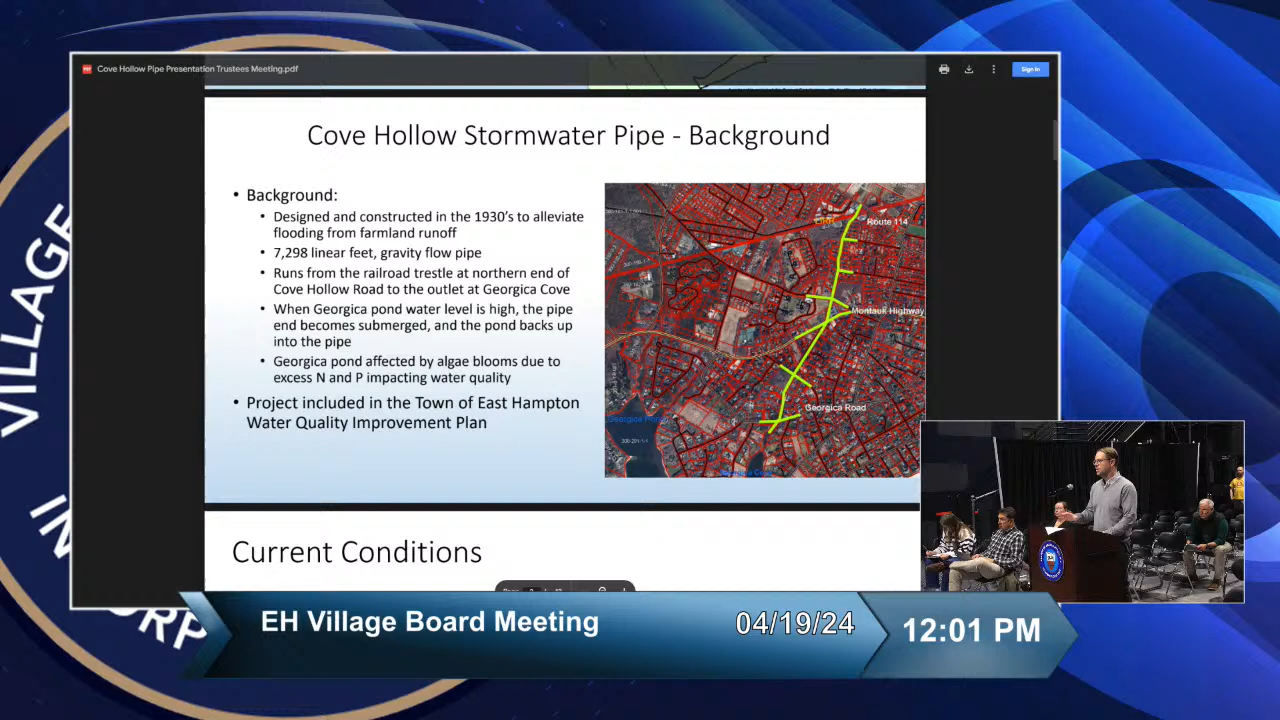 Cove Hollow Pipe Presentation Trustees Meeting.pdf
Sign in
Cove Hollow Stormwater Pipe - Background
• Background:
• Designed and constructed in the 1930's to alleviate
flooding from farmland runoff
• 7,298 linear feet, gravity flow pipe
• Runs from the railroad trestle at northern end of
Cove Hollow Road to the outlet at Georgica Cove
• When Georgica pond water level is high, the pipe
end becomes submerged, and the pond backs up
into the pipe
• Georgica pond affected by algae blooms due to
excess N and P impacting water quality
• Project included in the Town of East Hampton
Water Quality Improvement Plan
Route 114
Montauk Highway
Georgica Road
Current Conditions
VILLAGE
EH Village Board Meeting
04/19/24
12:01 PM